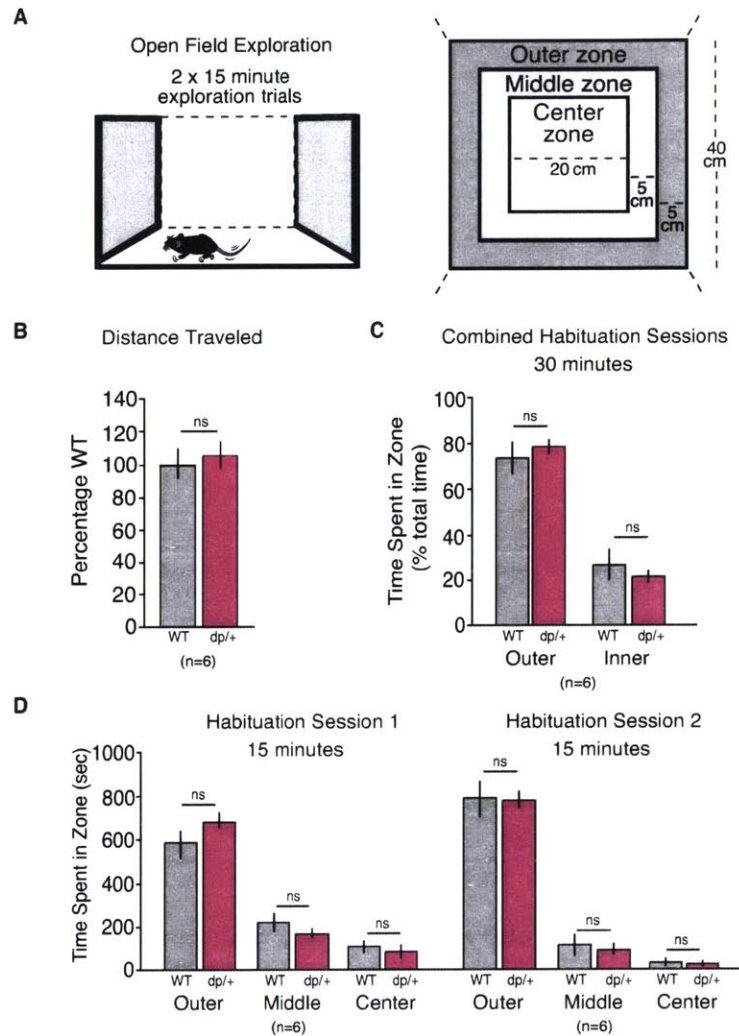 A
Open Field Exploration
2 x 15 minute
exploration trials
Outer zone
Middle zone
Center
zone
20 cm
5
cm
5
cm
40
cm
B
Distance Traveled
Percentage WT
140
120
100
80
60
40
20
0
ns
WT dp/+
(n=6)
C
Combined Habituation Sessions
30 minutes
Time Spent in Zone
(% total time)
100
80
60
40
20
0
ns
ns
WT dp/+ WT dp/+
Outer Inner
(n=6)
D
Habituation Session 1
15 minutes
Habituation Session 2
15 minutes
Time Spent in Zone (sec)
1000
800
600
400
200
0
ns
ns
ns
ns
ns
ns
WT dp/+ WT dp/+ WT dp/+ WT dp/+ WT dp/+ WT dp/+
Outer Middle Center Outer Middle Center
(n=6) (n=6)